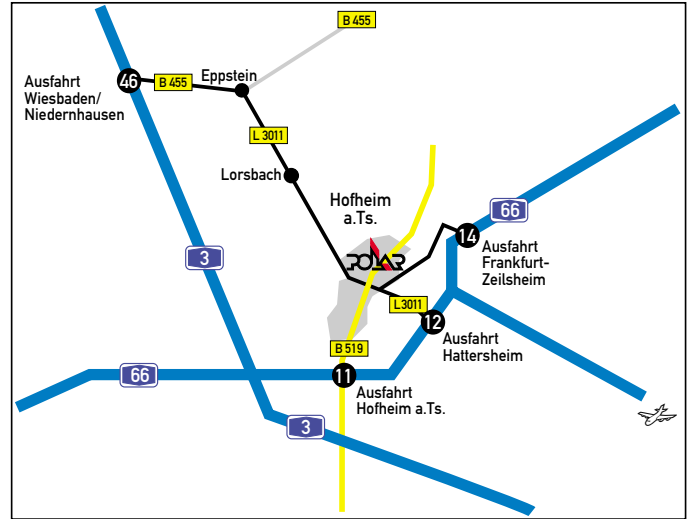 B 455
46
B 455
Eppstein
Ausfahrt
Wiesbaden/
Niedernhausen
L 3011
Lorsbach
Hofheim
a.Ts.
66
14
Ausfahrt
Frankfurt-
Zeilsheim
3
POLAR
L3011
12
Ausfahrt
Hattersheim
B 519
66
11
Ausfahrt
Hofheim a.Ts.
3